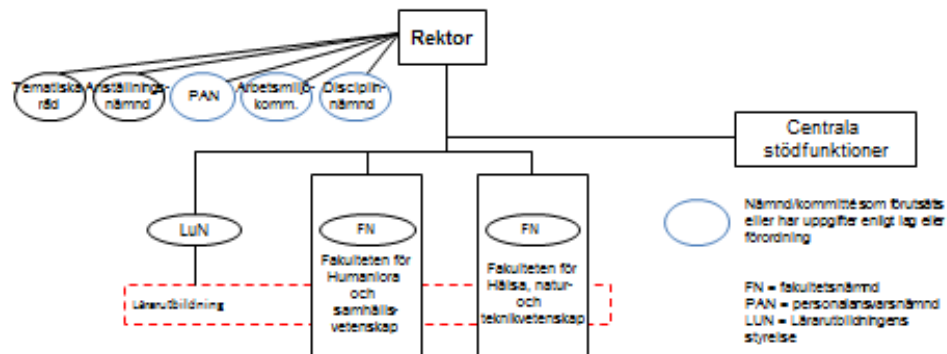 Rektor
Tematiska
råd
Anställnings-
nämnd
PAN
Arbetsmiljö-
komm.
Disciplin-
nämnd
Centrala
stödfunktioner
LuN
FN
Fakulteten för
Humaniora
och
samhälls-
vetenskap
FN
Fakulteten för
Hälsa, natur-
och
teknikvetenskap
Lärarutbildning
Nämnd/kommitté som förutsätts
eller har uppgifter enligt lag eller
förordning
FN = fakultetsnämnd
PAN = personalansvarsnämnd
LUN = Lärarutbildningens
styrelse